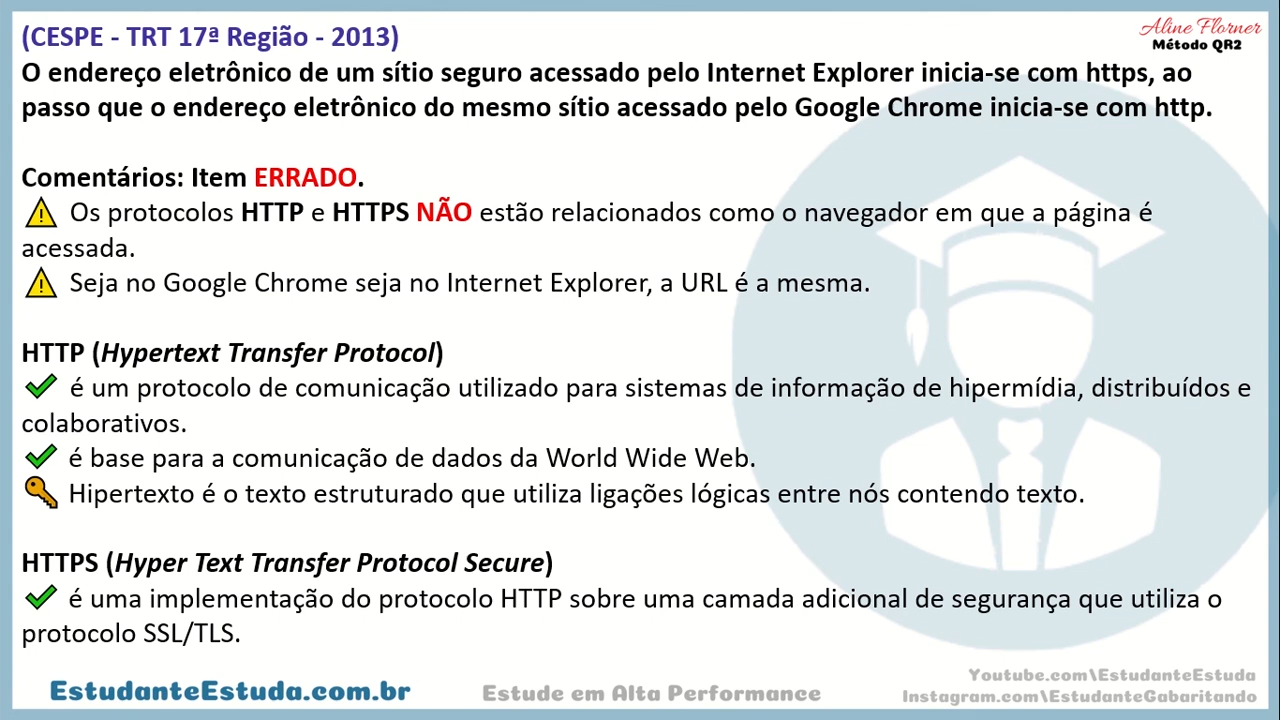 (CESPE - TRT 17ª Região - 2013)
Aline Florner
Método QR2
O endereço eletrônico de um sítio seguro acessado pelo Internet Explorer inicia-se com https, ao
passo que o endereço eletrônico do mesmo sítio acessado pelo Google Chrome inicia-se com http.
Comentários: Item ERRADO.
Os protocolos HTTP e HTTPS NÃO estão relacionados como o navegador em que a página é
acessada.
Seja no Google Chrome seja no Internet Explorer, a URL é a mesma.
HTTP (Hypertext Transfer Protocol)
é um protocolo de comunicação utilizado para sistemas de informação de hipermídia, distribuídos e
colaborativos.
é base para a comunicação de dados da World Wide Web.
Hipertexto é o texto estruturado que utiliza ligações lógicas entre nós contendo texto.
HTTPS (Hyper Text Transfer Protocol Secure)
é uma implementação do protocolo HTTP sobre uma camada adicional de segurança que utiliza o
protocolo SSL/TLS.
EstudanteEstuda.com.br
Estude em Alta Performance
Youtube.com\EstudanteEstuda
Instagram.com\EstudanteGabaritando